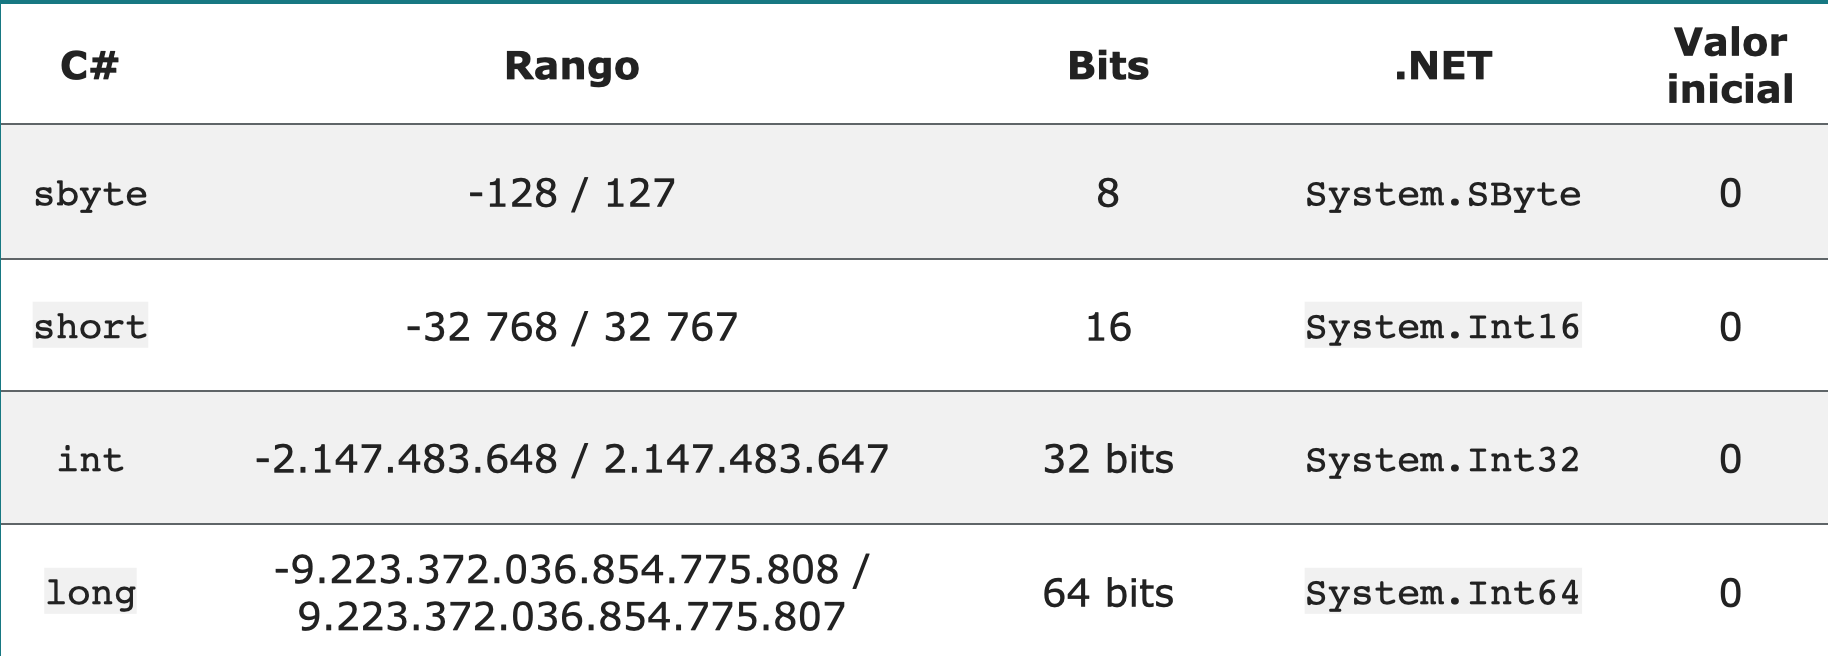 C# Rango Bits .NET Valor inicial
sbyte -128 / 127 8 System.SByte 0
short -32 768 / 32 767 16 System.Int16 0
int -2.147.483.648 / 2.147.483.647 32 bits System.Int32 0
long -9.223.372.036.854.775.808 / 9.223.372.036.854.775.807 64 bits System.Int64 0